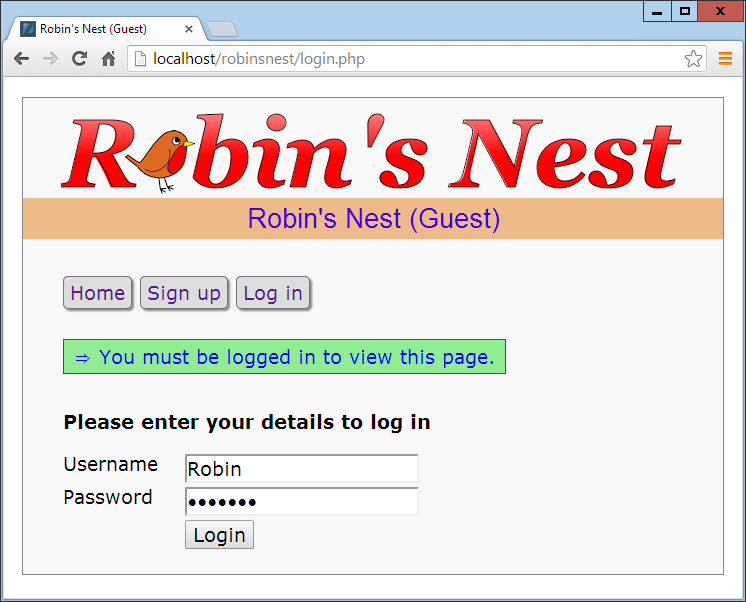 Robin's Nest (Guest)
localhost/robinsnest/login.php
Robin's Nest
Robin's Nest (Guest)
Home Sign up Log in
⇒ You must be logged in to view this page.
Please enter your details to log in
Username Robin
Password •••••••
Login